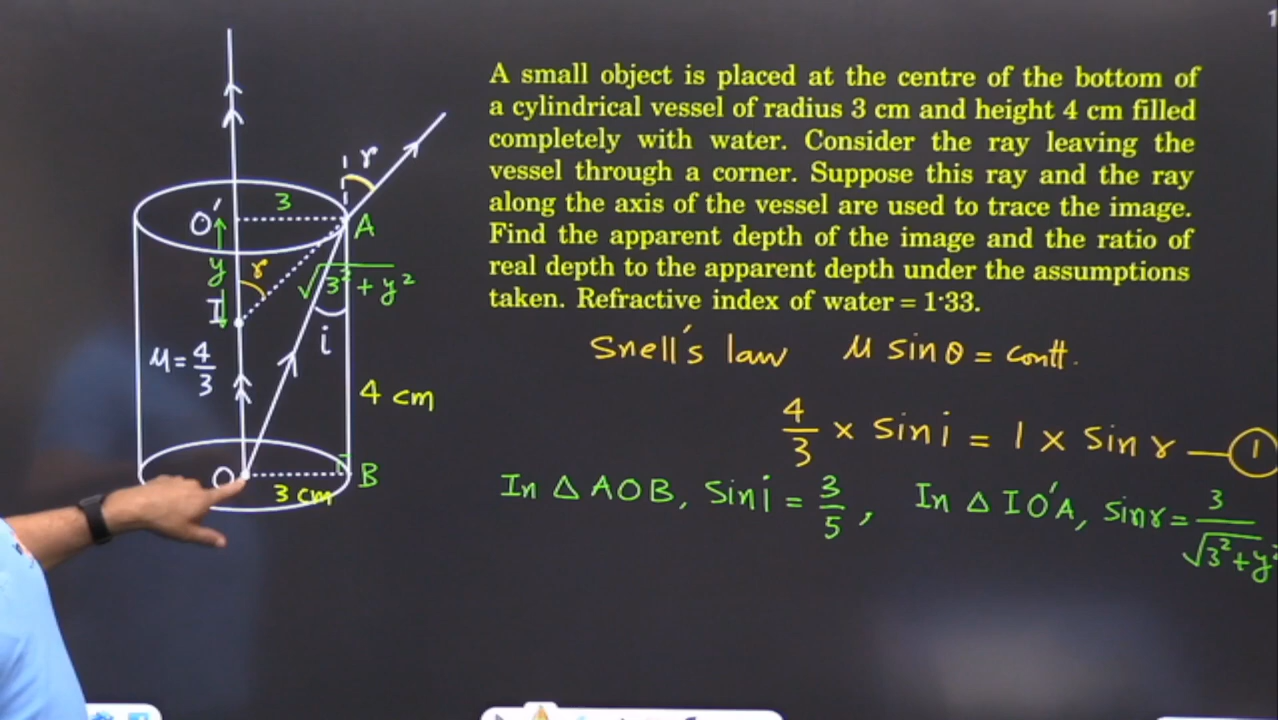 1
A small object is placed at the centre of the bottom of
a cylindrical vessel of radius 3 cm and height 4 cm filled
completely with water. Consider the ray leaving the
vessel through a corner. Suppose this ray and the ray
along the axis of the vessel are used to trace the image.
Find the apparent depth of the image and the ratio of
real depth to the apparent depth under the assumptions
taken. Refractive index of water = 1·33.
Snell's law μ sin θ = contt.
4/3 × sin i = 1 × sin r — ①
In △ AOB, sin i = 3/5 , In △ IO'A, sin r = 3/√3²+y²
r
O' 3 A
y r √3²+y²
I
i
μ = 4/3
4 cm
O B
3 cm